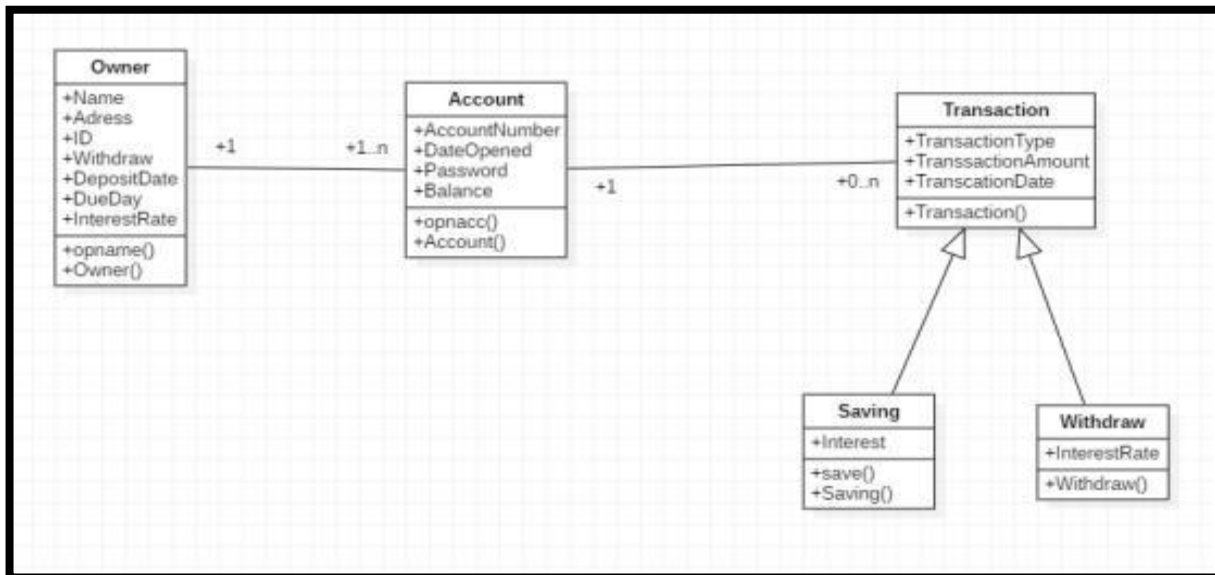 Owner
+Name
+Adress
+ID
+Withdraw
+DepositDate
+DueDay
+InterestRate
+opname()
+Owner()
+1
+1..n
Account
+AccountNumber
+DateOpened
+Password
+Balance
+opnacc()
+Account()
+1
+0..n
Transaction
+TransactionType
+TranssactionAmount
+TranscationDate
+Transaction()
Saving
+Interest
+save()
+Saving()
Withdraw
+InterestRate
+Withdraw()